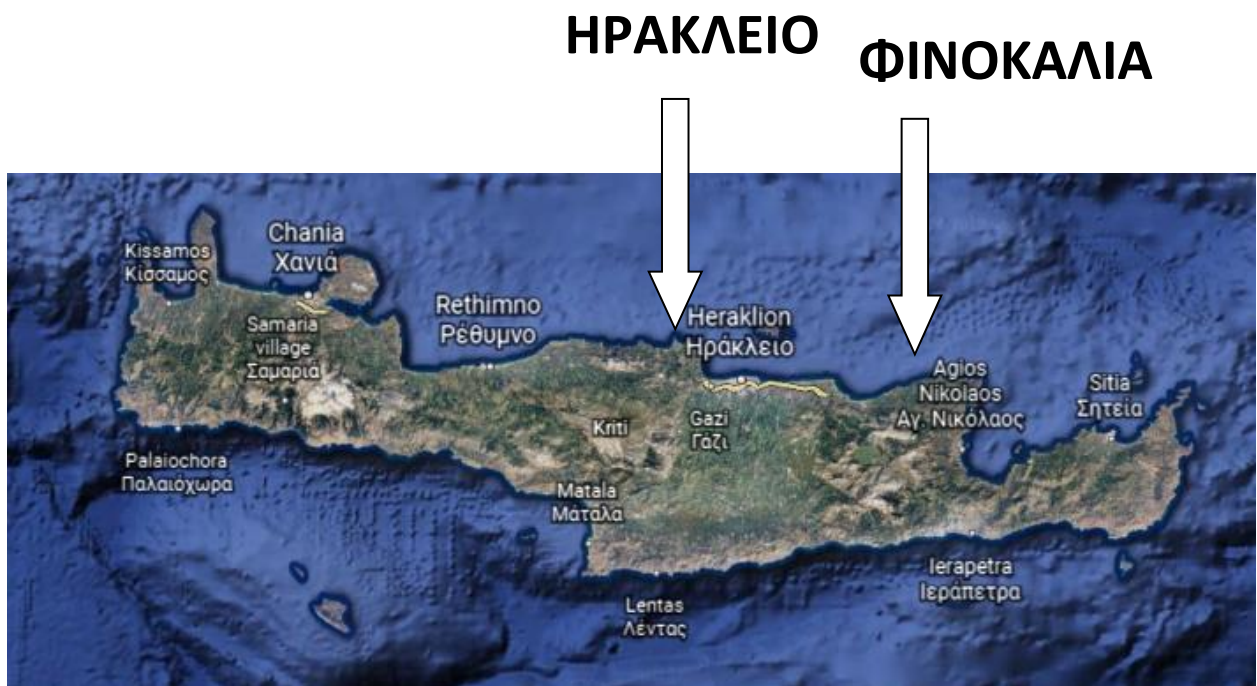 ΗΡΑΚΛΕΙΟ
ΦΙΝΟΚΑΛΙΑ
Kissamos
Κίσσαμος
Chania
Χανιά
Samaria
village
Σαμαριά
Rethimno
Ρέθυμνο
Heraklion
Ηράκλειο
Agios
Nikolaos
Αγ. Νικόλαος
Sitia
Σητεία
Kriti
Gazi
Γάζι
Palaiochora
Παλαιόχωρα
Matala
Μάταλα
Ierapetra
Ιεράπετρα
Lentas
Λέντας